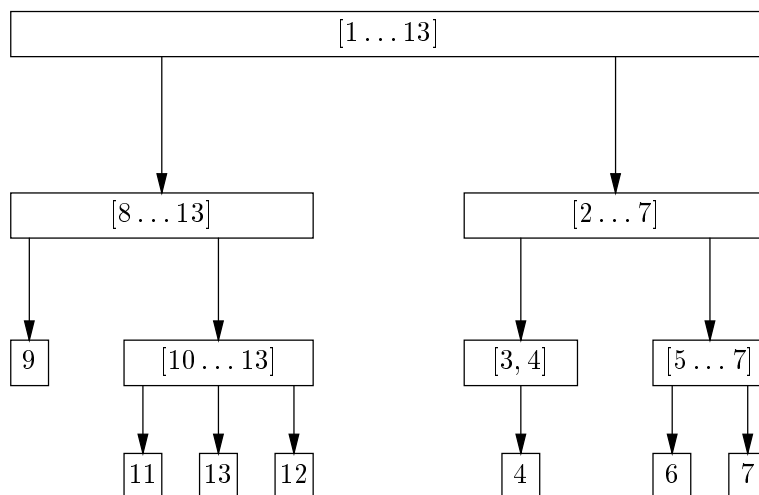 [1 . . . 13]
[8 . . . 13]
[2 . . . 7]
9
[10 . . . 13]
[3, 4]
[5 . . . 7]
11
13
12
4
6
7